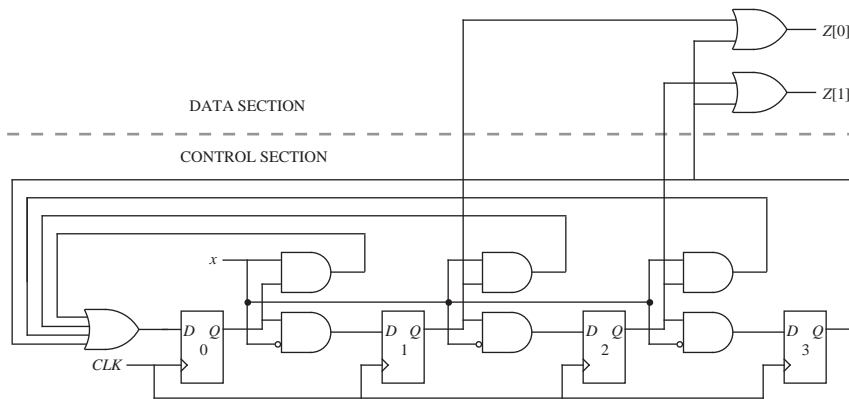 Z[0]
Z[1]
DATA SECTION
CONTROL SECTION
x
D Q
0
D Q
1
D Q
2
D Q
3
CLK